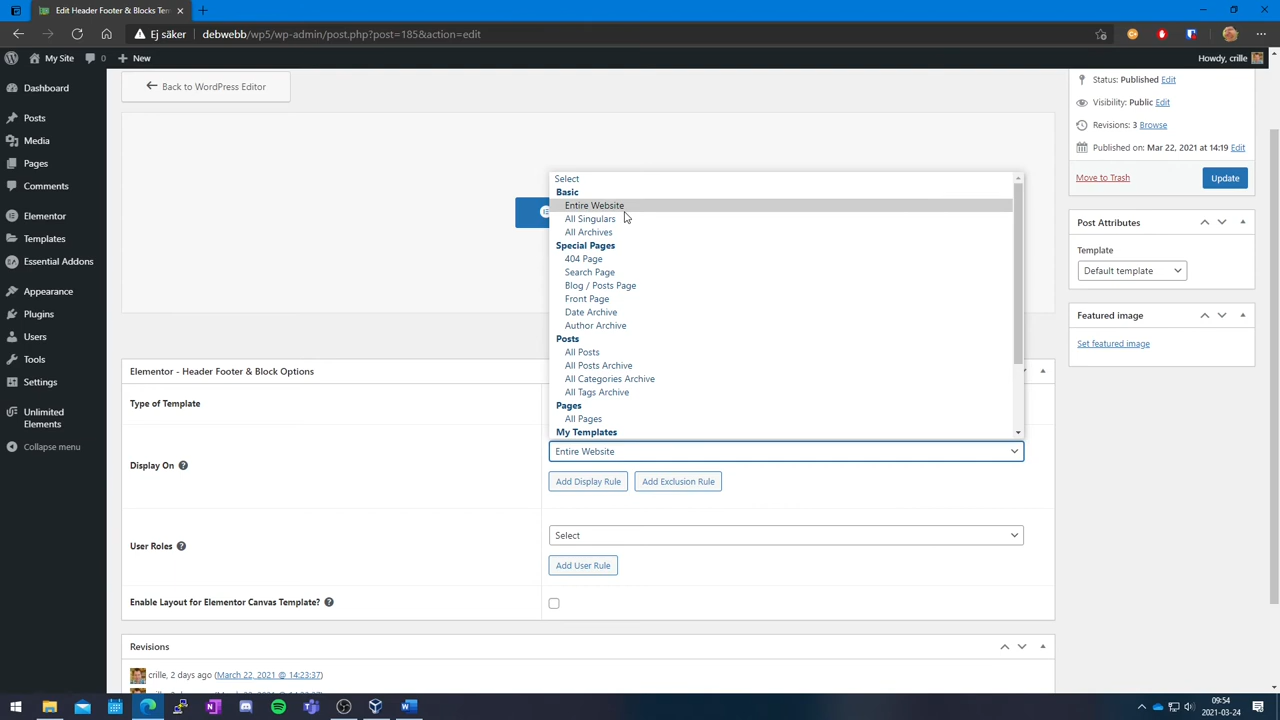 Edit Header Footer & Blocks Temp
Ej säker
debwebb/wp5/wp-admin/post.php?post=185&action=edit
My Site
New
Howdy, crille
Dashboard
Posts
Media
Pages
Comments
Elementor
Templates
Essential Addons
Appearance
Plugins
Users
Tools
Settings
Unlimited
Elements
Collapse menu
Back to WordPress Editor
Select
Basic
Entire Website
All Singulars
All Archives
Special Pages
404 Page
Search Page
Blog / Posts Page
Front Page
Date Archive
Author Archive
Posts
All Posts
All Posts Archive
All Categories Archive
All Tags Archive
Pages
All Pages
My Templates
Elementor - Header Footer & Block Options
Type of Template
Display On
Entire Website
Add Display Rule
Add Exclusion Rule
User Roles
Select
Add User Rule
Enable Layout for Elementor Canvas Template?
Revisions
crille, 2 days ago (March 22, 2021 @ 14:23:37)
Status: Published Edit
Visibility: Public Edit
Revisions: 3 Browse
Published on: Mar 22, 2021 at 14:19 Edit
Move to Trash
Update
Post Attributes
Template
Default template
Featured image
Set featured image
09:54
2021-03-24